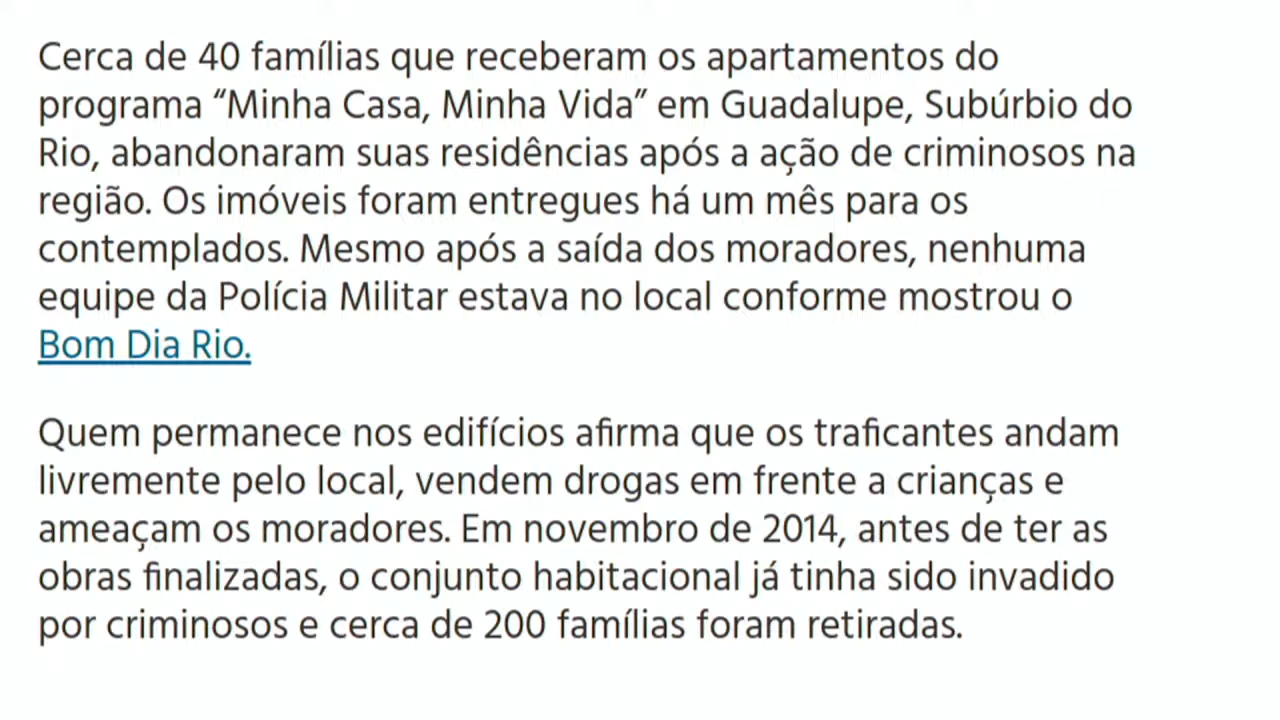 Cerca de 40 famílias que receberam os apartamentos do
programa “Minha Casa, Minha Vida” em Guadalupe, Subúrbio do
Rio, abandonaram suas residências após a ação de criminosos na
região. Os imóveis foram entregues há um mês para os
contemplados. Mesmo após a saída dos moradores, nenhuma
equipe da Polícia Militar estava no local conforme mostrou o
Bom Dia Rio.
Quem permanece nos edifícios afirma que os traficantes andam
livremente pelo local, vendem drogas em frente a crianças e
ameaçam os moradores. Em novembro de 2014, antes de ter as
obras finalizadas, o conjunto habitacional já tinha sido invadido
por criminosos e cerca de 200 famílias foram retiradas.